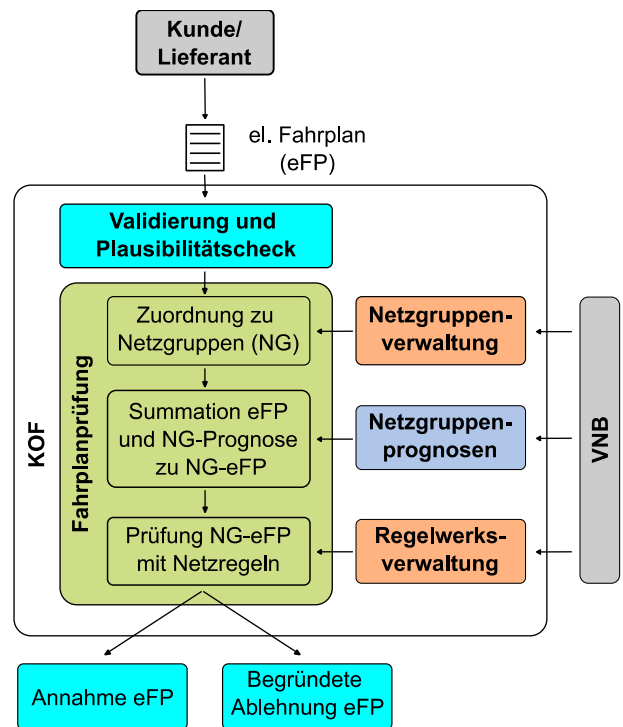 Kunde/
Lieferant
el. Fahrplan
(eFP)
Validierung und
Plausibilitätscheck
KOF
Fahrplanprüfung
Zuordnung zu
Netzgruppen (NG)
Netzgruppen-
verwaltung
Summation eFP
und NG-Prognose
zu NG-eFP
Netzgruppen-
prognosen
VNB
Prüfung NG-eFP
mit Netzregeln
Regelwerks-
verwaltung
Annahme eFP
Begründete
Ablehnung eFP